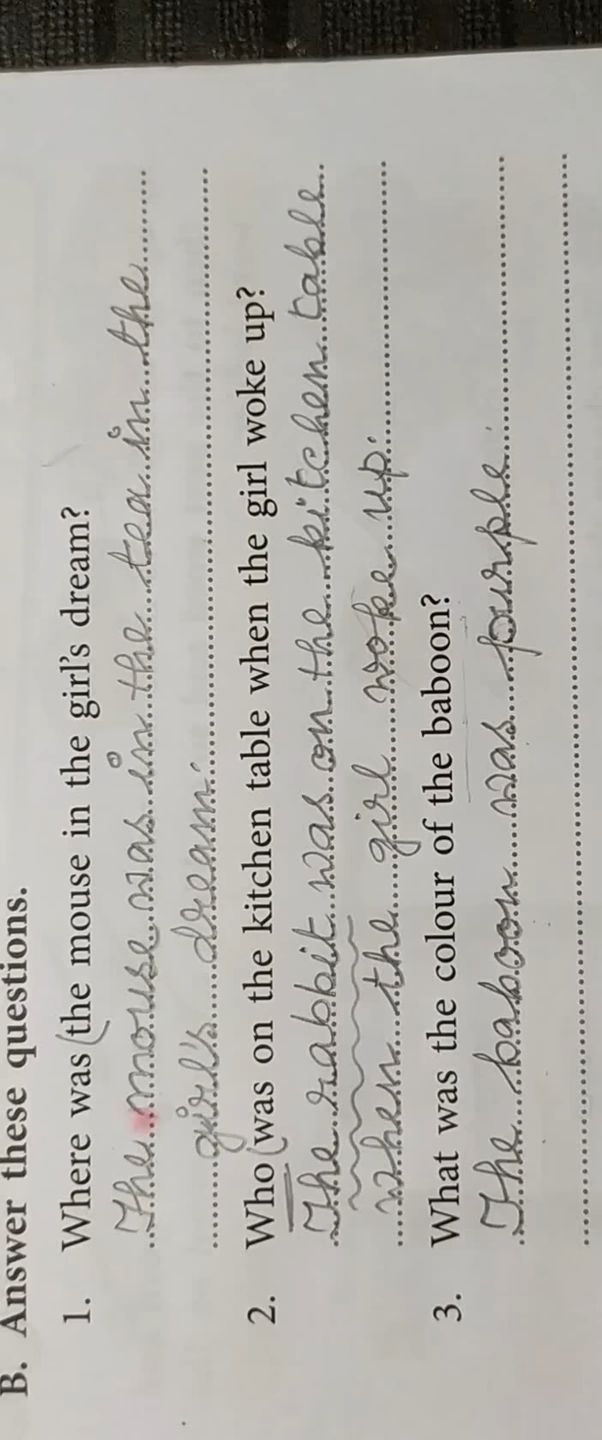 B. Answer these questions.
1. Where was (the mouse in the girl's dream?
The mouse was in the tea in the
girl's dream.
2. Who (was on the kitchen table when the girl woke up?
The rabbit was on the kitchen table
when the girl woke up.
3. What was the colour of the baboon?
The baboon was purple.